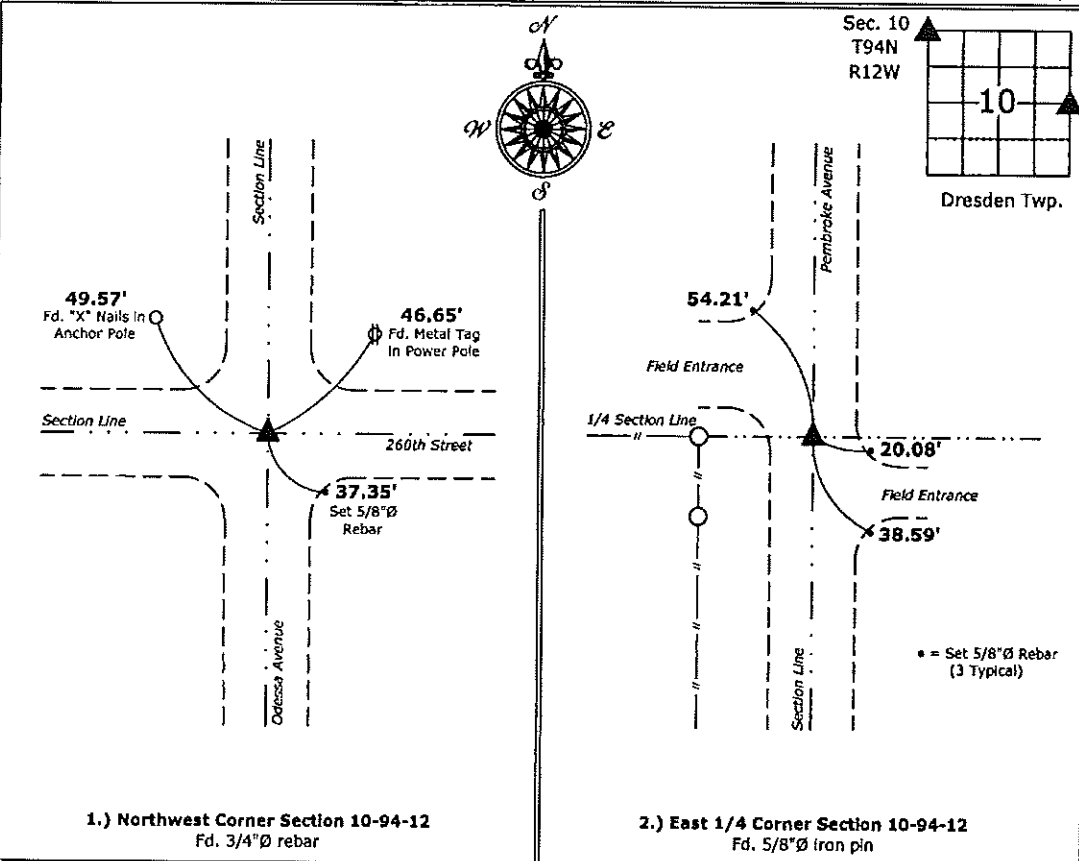 N
W
E
S
Sec. 10
T94N
R12W
10
Dresden Twp.
Section Line
49.57'
Fd. "X" Nails in
Anchor Pole
46.65'
Fd. Metal Tag
in Power Pole
Section Line
260th Street
37.35'
Set 5/8"Ø
Rebar
Odessa Avenue
1.) Northwest Corner Section 10-94-12
Fd. 3/4"Ø rebar
Pembroke Avenue
54.21'
Field Entrance
1/4 Section Line
20.08'
Field Entrance
38.59'
Section Line
• = Set 5/8"Ø Rebar
(3 Typical)
2.) East 1/4 Corner Section 10-94-12
Fd. 5/8"Ø iron pin